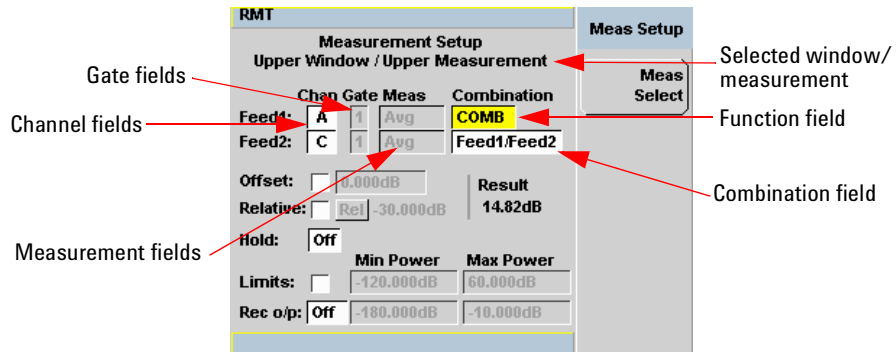 RMT
Meas Setup
Measurement Setup
Upper Window / Upper Measurement
Selected window/
measurement
Meas
Select
Gate fields
Chan Gate Meas Combination
Channel fields
Feed1: A 1 Avg COMB
Function field
Feed2: C 1 Avg Feed1/Feed2
Combination field
Offset: 0.000dB Result
Relative: Rel -30.000dB 14.82dB
Measurement fields
Hold: Off
Min Power Max Power
Limits: -120.000dB 60.000dB
Rec o/p: Off -180.000dB -10.000dB